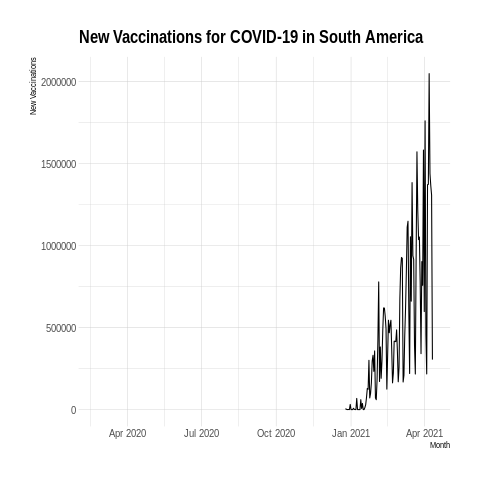 New Vaccinations for COVID-19 in South America
New Vaccinations
2000000
1500000
1000000
500000
0
Apr 2020 Jul 2020 Oct 2020 Jan 2021 Apr 2021
Month